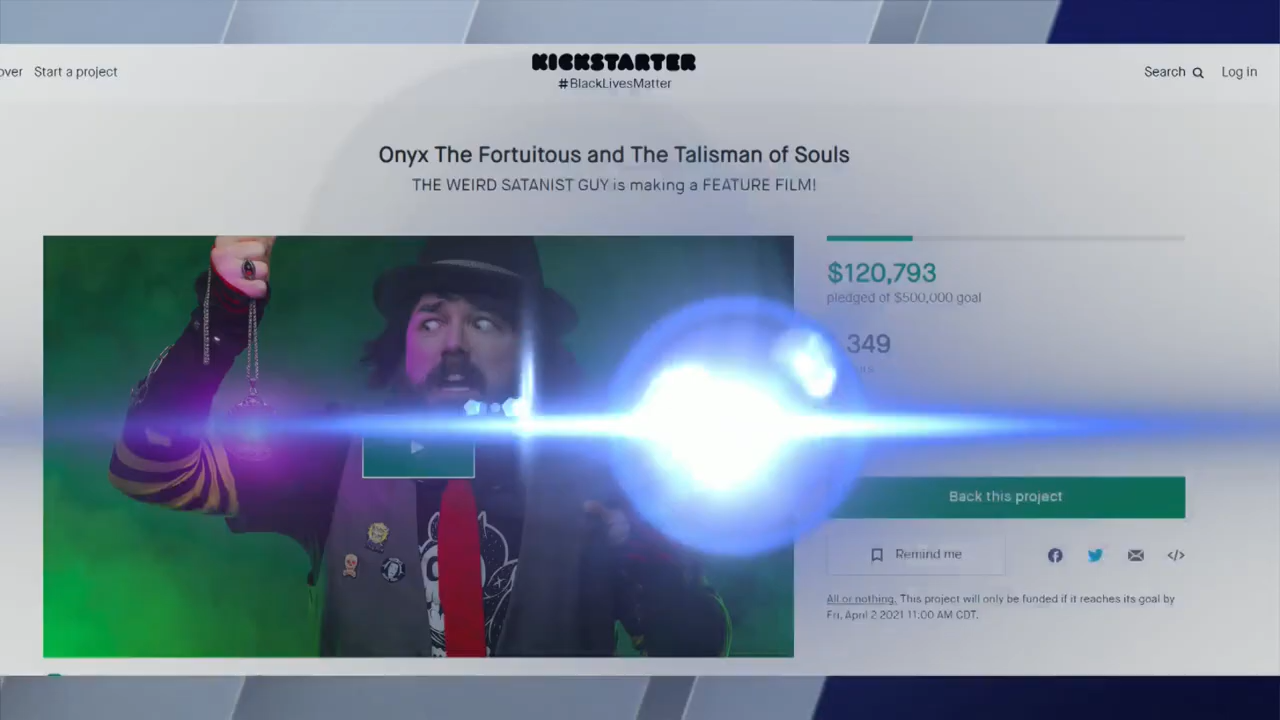 over Start a project
KICKSTARTER
#BlackLivesMatter
Search Log in
Onyx The Fortuitous and The Talisman of Souls
THE WEIRD SATANIST GUY is making a FEATURE FILM!
$120,793
pledged of $500,000 goal
349
Back this project
Remind me
All or nothing. This project will only be funded if it reaches its goal by
Fri, April 2 2021 11:00 AM CDT.